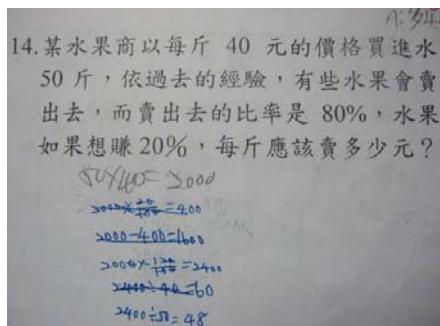 14.某水果商以每斤 40 元的價格買進水
50 斤，依過去的經驗，有些水果會賣
出去，而賣出去的比率是 80%，水果
如果想賺 20%，每斤應該賣多少元？
50×40=2000
2000×20/100=400
2000-400=1600
2000×120/100=2400
2400÷40=60
2400÷50=48